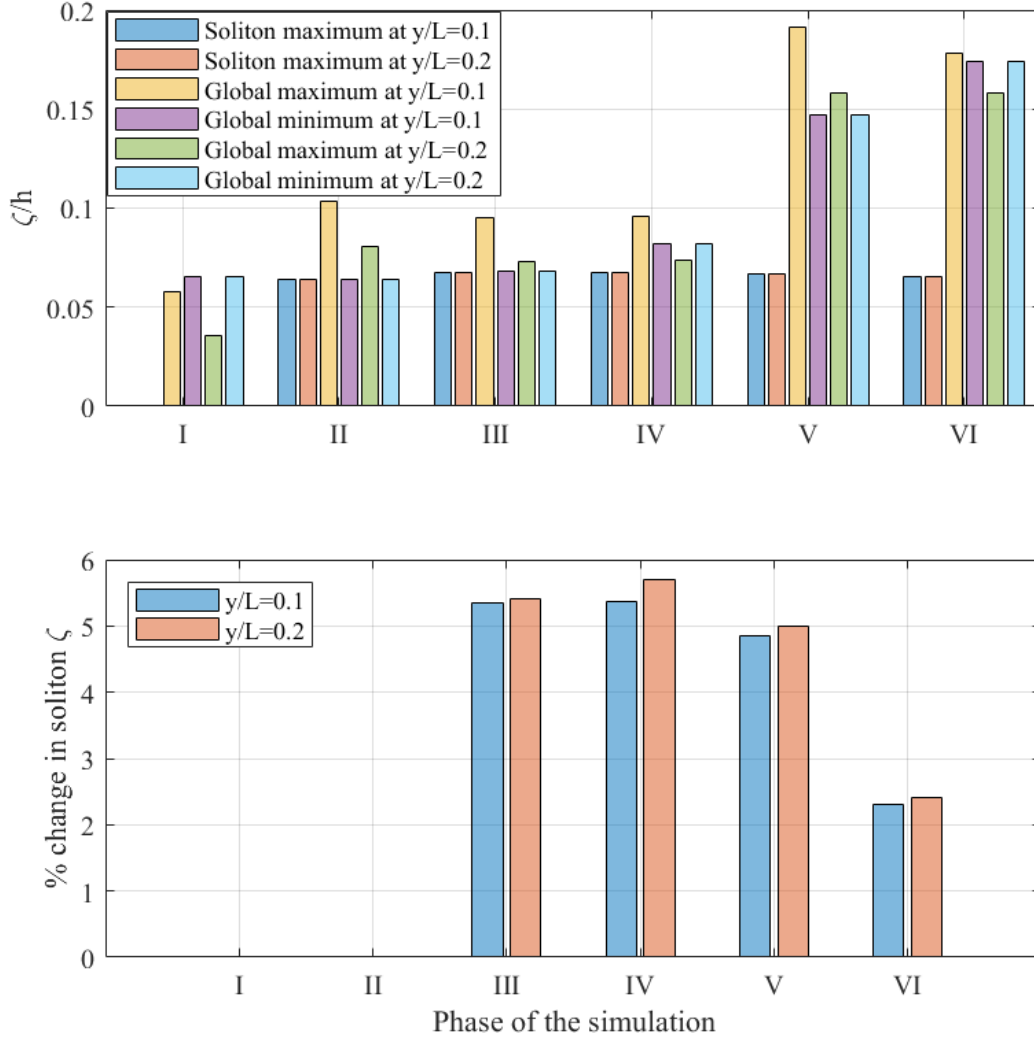 0.2
0.15
0.1
0.05
0
ζ/h
Soliton maximum at y/L=0.1
Soliton maximum at y/L=0.2
Global maximum at y/L=0.1
Global minimum at y/L=0.1
Global maximum at y/L=0.2
Global minimum at y/L=0.2
I II III IV V VI
6
5
4
3
2
1
0
% change in soliton ζ
y/L=0.1
y/L=0.2
I II III IV V VI
Phase of the simulation